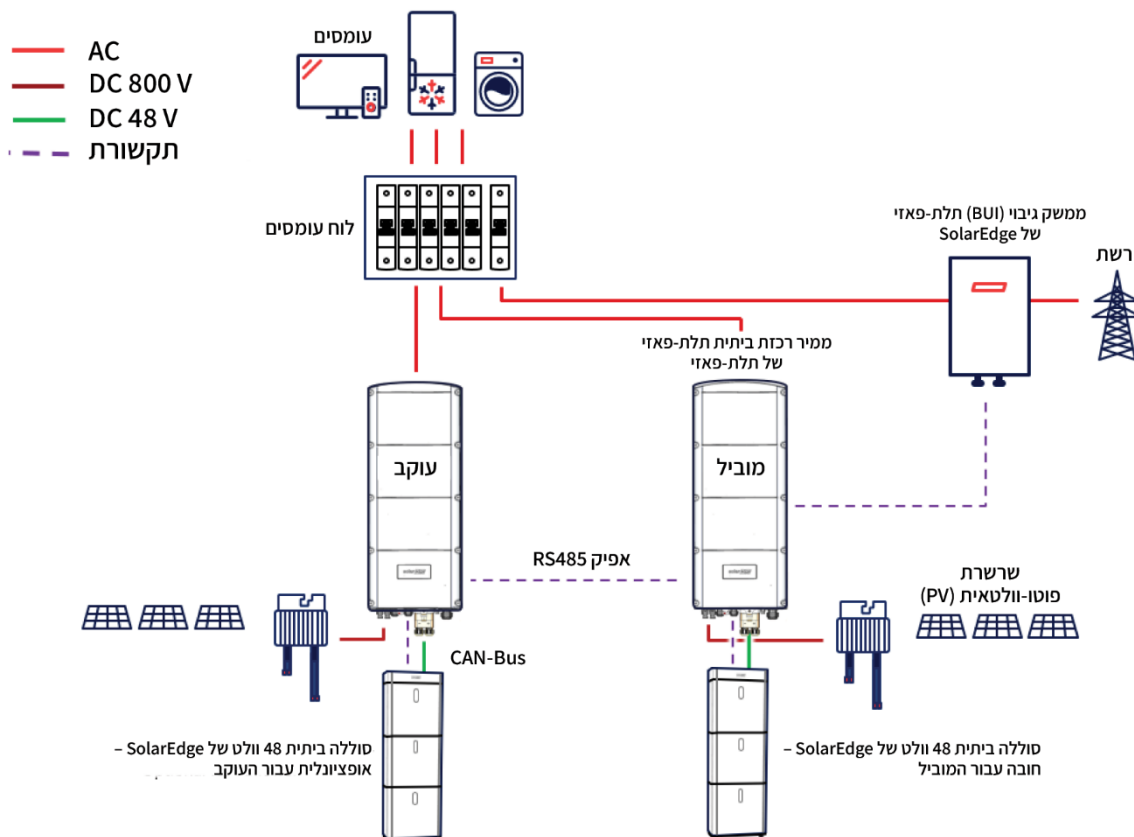 AC
DC 800 V
DC 48 V
תקשורת
עומסים
לוח עומסים
ממשק גיבוי (BUI) תלת-פאזי
של SolarEdge
רשת
ממיר רכזת ביתית תלת-פאזי
של תלת-פאזי
עוקב
מוביל
אפיק RS485
שרשרת
פוטו-וולטאית (PV)
CAN-Bus
סוללה ביתית 48 וולט של SolarEdge –
אופציונלית עבור העוקב
סוללה ביתית 48 וולט של SolarEdge –
חובה עבור המוביל